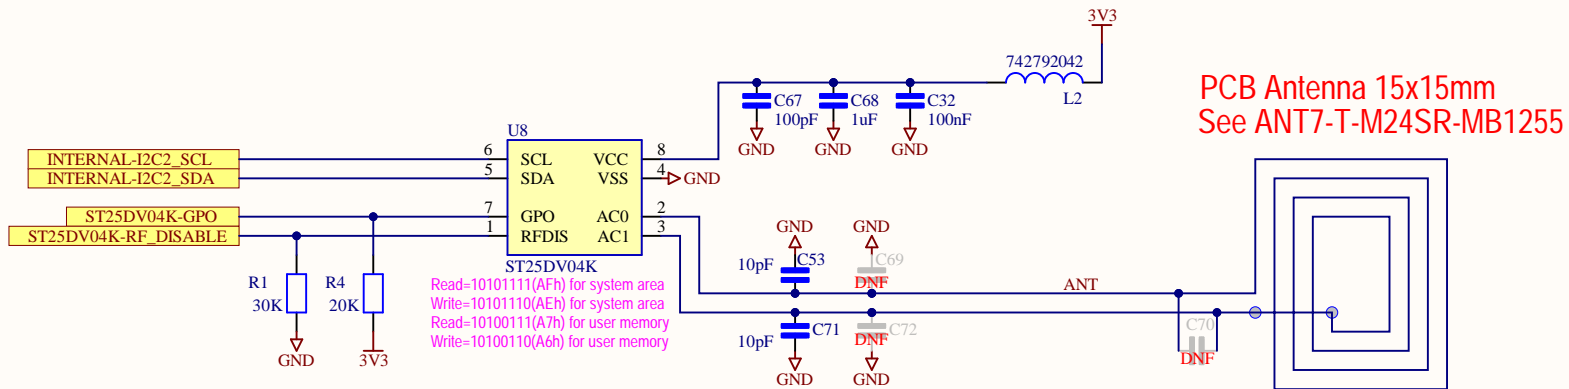 3V3
742792042
L2
PCB Antenna 15x15mm
See ANT7-T-M24SR-MB1255
C67
100pF
C68
1uF
C32
100nF
GND
GND
GND
U8
INTERNAL-I2C2_SCL
6
SCL
VCC
8
INTERNAL-I2C2_SDA
5
SDA
VSS
4
GND
ST25DV04K-GPO
7
GPO
AC0
2
ST25DV04K-RF_DISABLE
1
RFDIS
AC1
3
ST25DV04K
GND
GND
10pF
C53
C69
DNF
ANT
R1
30K
R4
20K
Read=10101111(AFh) for system area
Write=10101110(AEh) for system area
Read=10100111(A7h) for user memory
Write=10100110(A6h) for user memory
10pF
C71
C72
DNF
C70
DNF
GND
3V3
GND
GND